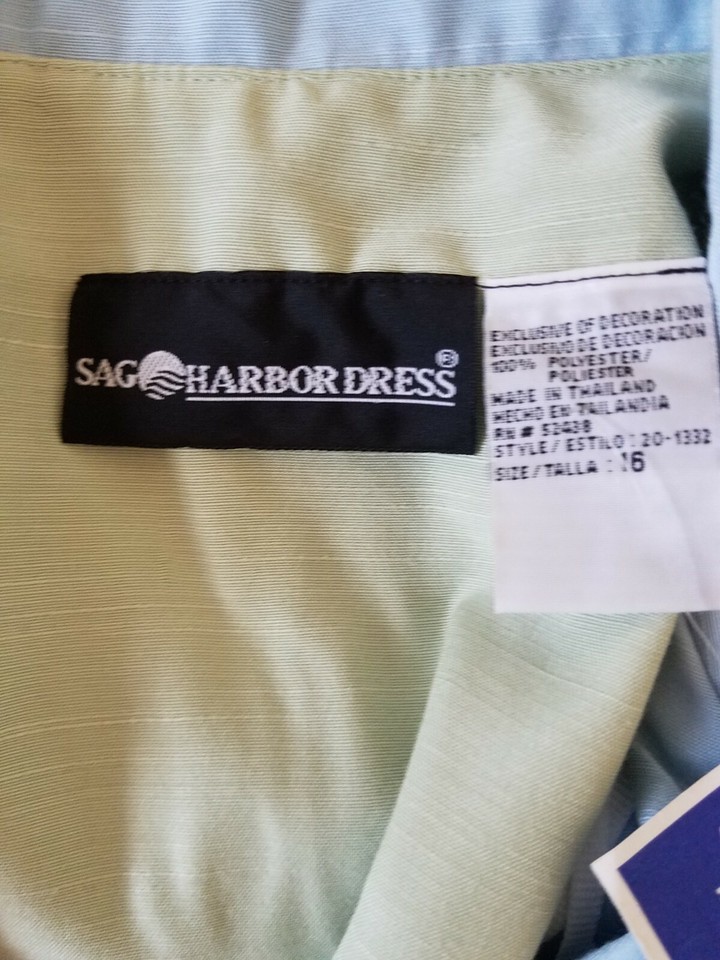 SAG HARBOR DRESS®
EXCLUSIVE OF DECORATION
EXCLUSIVO DE DECORACION
100% POLYESTER/
POLIESTER
MADE IN THAILAND
HECHO EN TAILANDIA
RN # 52438
STYLE/ESTILO: 20-1332
SIZE/TALLA : 16